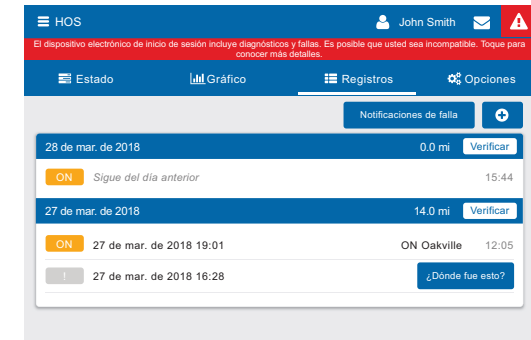 HOS John Smith
El dispositivo electrónico de inicio de sesión incluye diagnósticos y fallas. Es posible que usted sea incompatible. Toque para
conocer más detalles.
Estado Gráfico Registros Opciones
Notificaciones de falla
28 de mar. de 2018 0.0 mi Verificar
ON Sigue del día anterior 15:44
27 de mar. de 2018 14.0 mi Verificar
ON 27 de mar. de 2018 19:01 ON Oakville 12:05
! 27 de mar. de 2018 16:28 ¿Dónde fue esto?